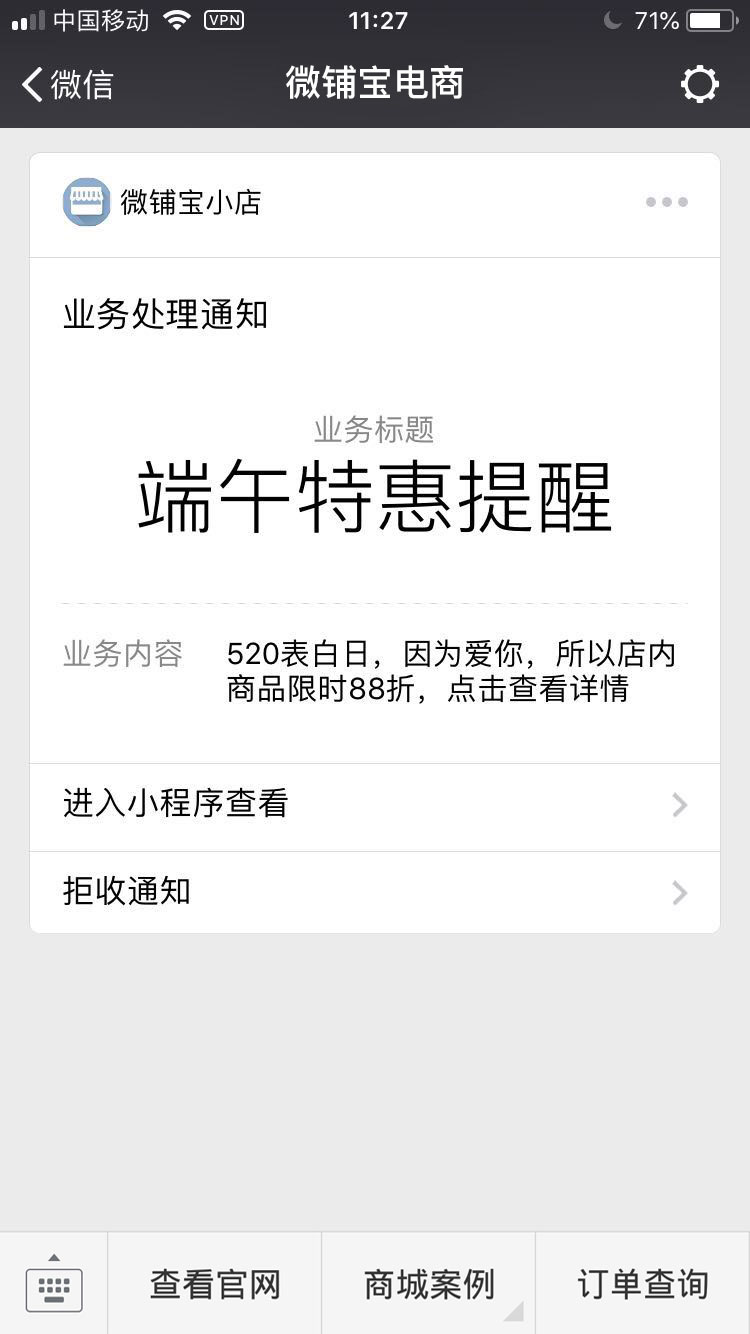 中国移动 VPN 11:27 71%
微信 微铺宝电商
微铺宝小店
业务处理通知
业务标题
端午特惠提醒
业务内容 520表白日，因为爱你，所以店内
商品限时88折，点击查看详情
进入小程序查看
拒收通知
查看官网 商城案例 订单查询